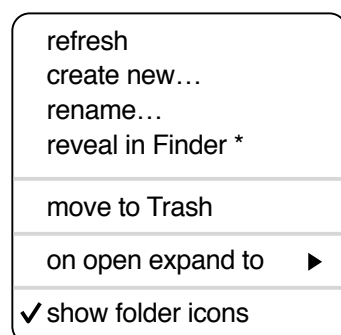 refresh
create new…
rename…
reveal in Finder *
move to Trash
on open expand to
show folder icons